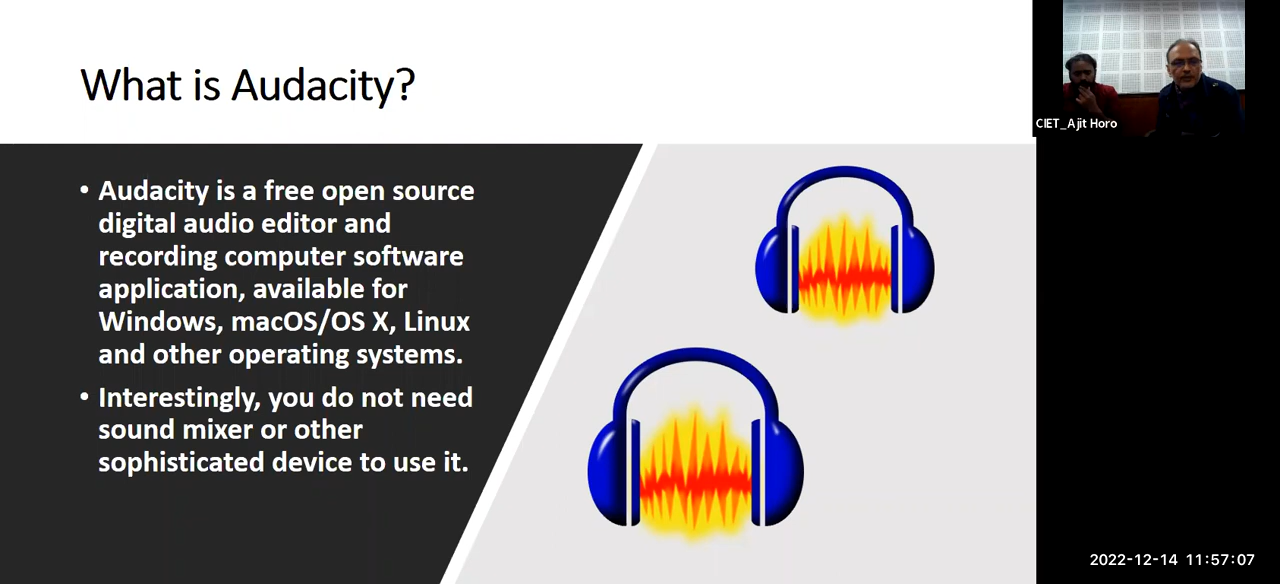 What is Audacity?
CIET_Ajit Horo
• Audacity is a free open source
digital audio editor and
recording computer software
application, available for
Windows, macOS/OS X, Linux
and other operating systems.
• Interestingly, you do not need
sound mixer or other
sophisticated device to use it.
2022-12-14 11:57:07